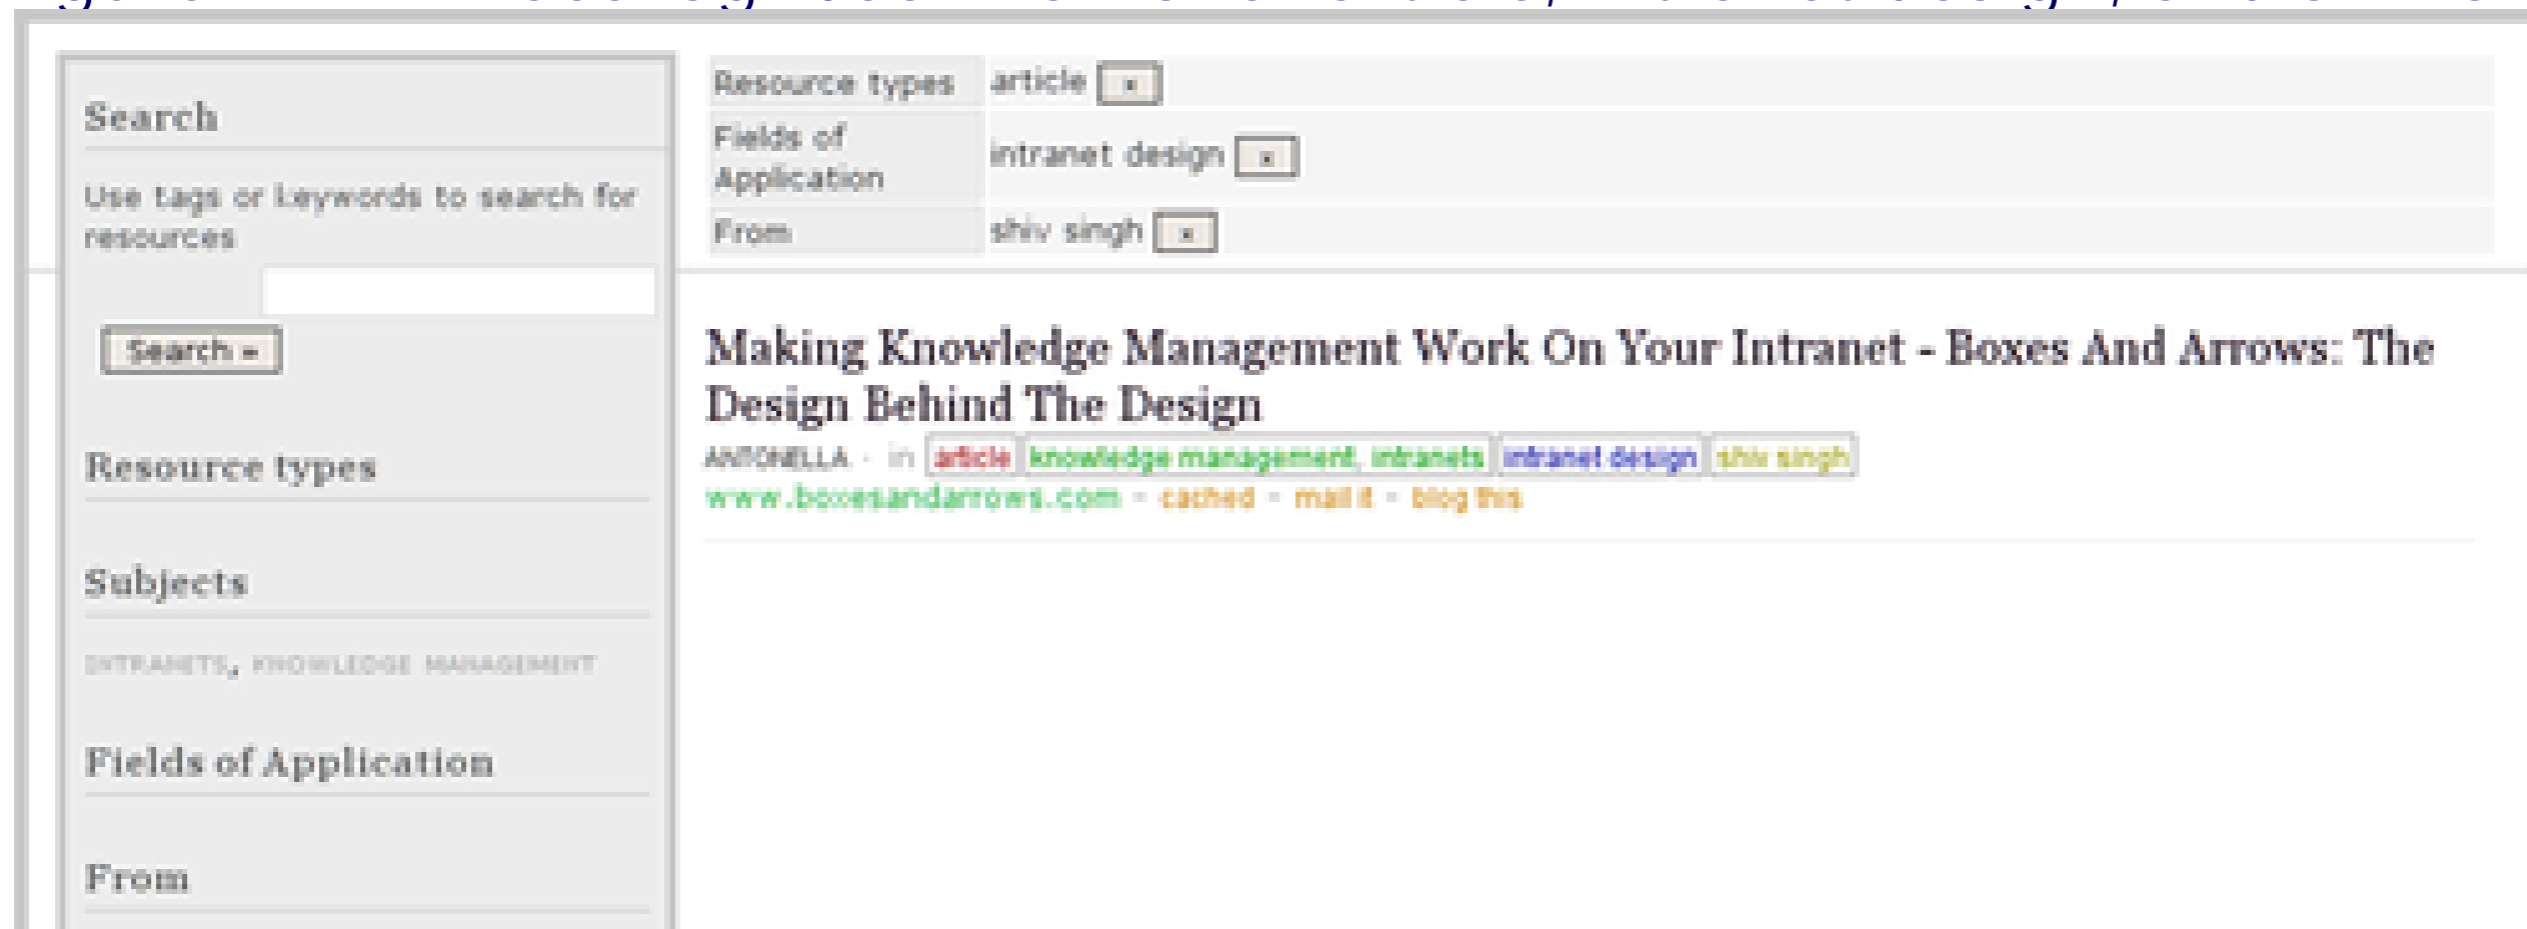 Search
Use tags or keywords to search for
resources
Search »
Resource types
Subjects
INTRANETS, KNOWLEDGE MANAGEMENT
Fields of Application
From
Resource types article x
Fields of
Application
intranet design x
From shiv singh x
Making Knowledge Management Work On Your Intranet - Boxes And Arrows: The
Design Behind The Design
ANTONELLA - in article knowledge management, intranets intranet design shiv singh
www.boxesandarrows.com - cached - mail it - blog this